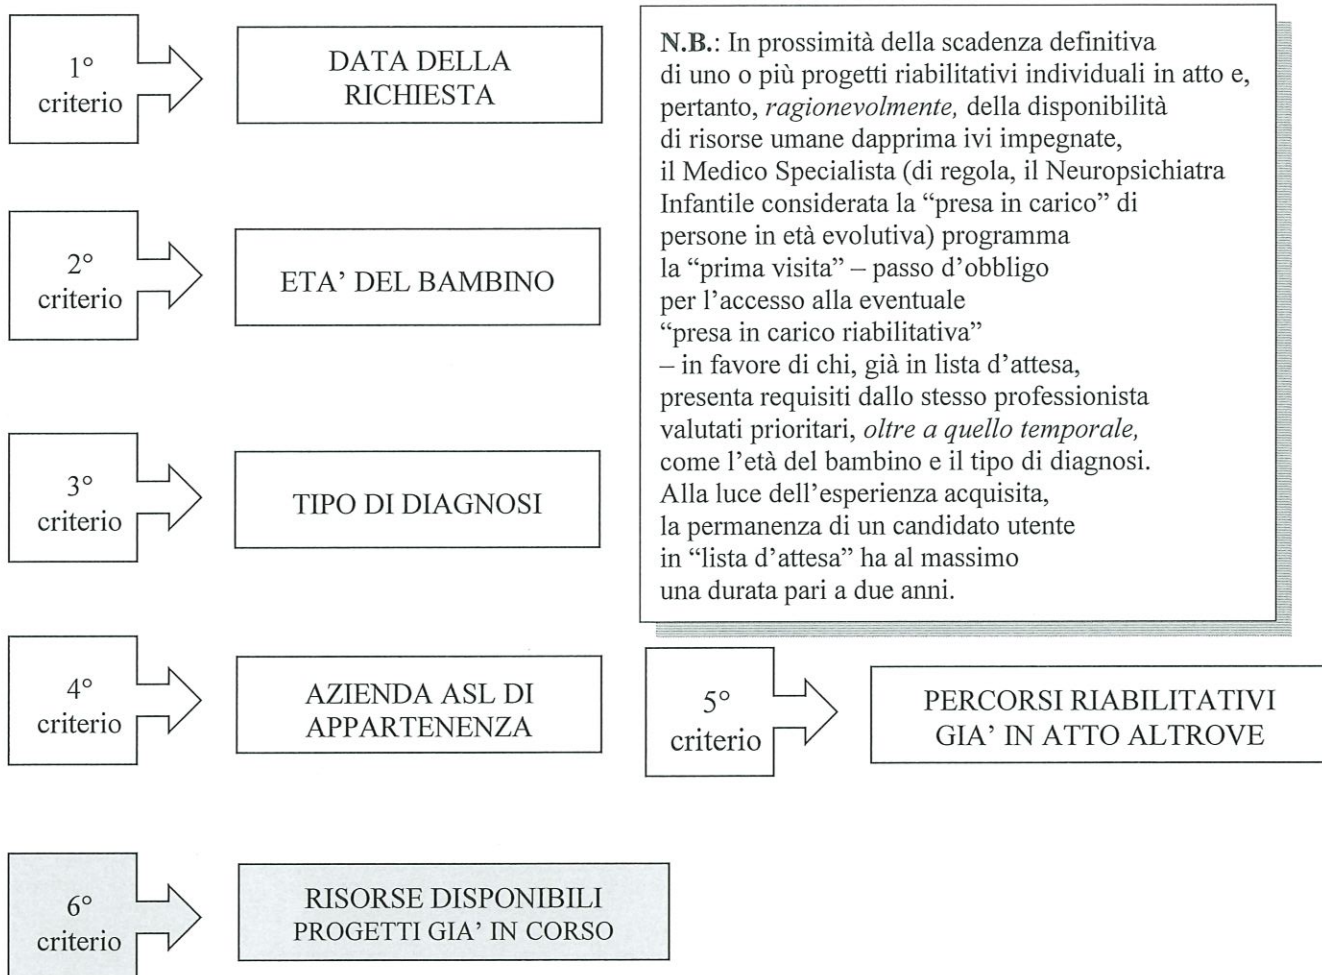 1°
criterio
DATA DELLA
RICHIESTA
2°
criterio
ETA’ DEL BAMBINO
3°
criterio
TIPO DI DIAGNOSI
4°
criterio
AZIENDA ASL DI
APPARTENENZA
N.B.: In prossimità della scadenza definitiva
di uno o più progetti riabilitativi individuali in atto e,
pertanto, ragionevolmente, della disponibilità
di risorse umane dapprima ivi impegnate,
il Medico Specialista (di regola, il Neuropsichiatra
Infantile considerata la “presa in carico” di
persone in età evolutiva) programma
la “prima visita” – passo d’obbligo
per l’accesso alla eventuale
“presa in carico riabilitativa”
– in favore di chi, già in lista d’attesa,
presenta requisiti dallo stesso professionista
valutati prioritari, oltre a quello temporale,
come l’età del bambino e il tipo di diagnosi.
Alla luce dell’esperienza acquisita,
la permanenza di un candidato utente
in “lista d’attesa” ha al massimo
una durata pari a due anni.
5°
criterio
PERCORSI RIABILITATIVI
GIA’ IN ATTO ALTROVE
6°
criterio
RISORSE DISPONIBILI
PROGETTI GIA’ IN CORSO